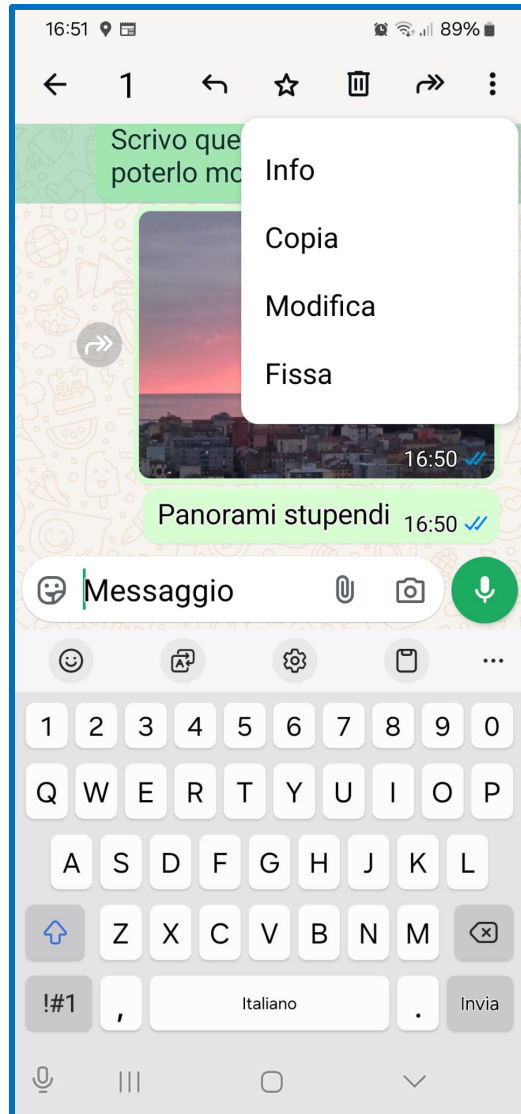 16:51 89%
1
Scrivo que
poterlo mo
Info
Copia
Modifica
Fissa
16:50
Panorami stupendi 16:50
Messaggio
1 2 3 4 5 6 7 8 9 0
Q W E R T Y U I O P
A S D F G H J K L
Z X C V B N M
!#1 , Italiano . Invia